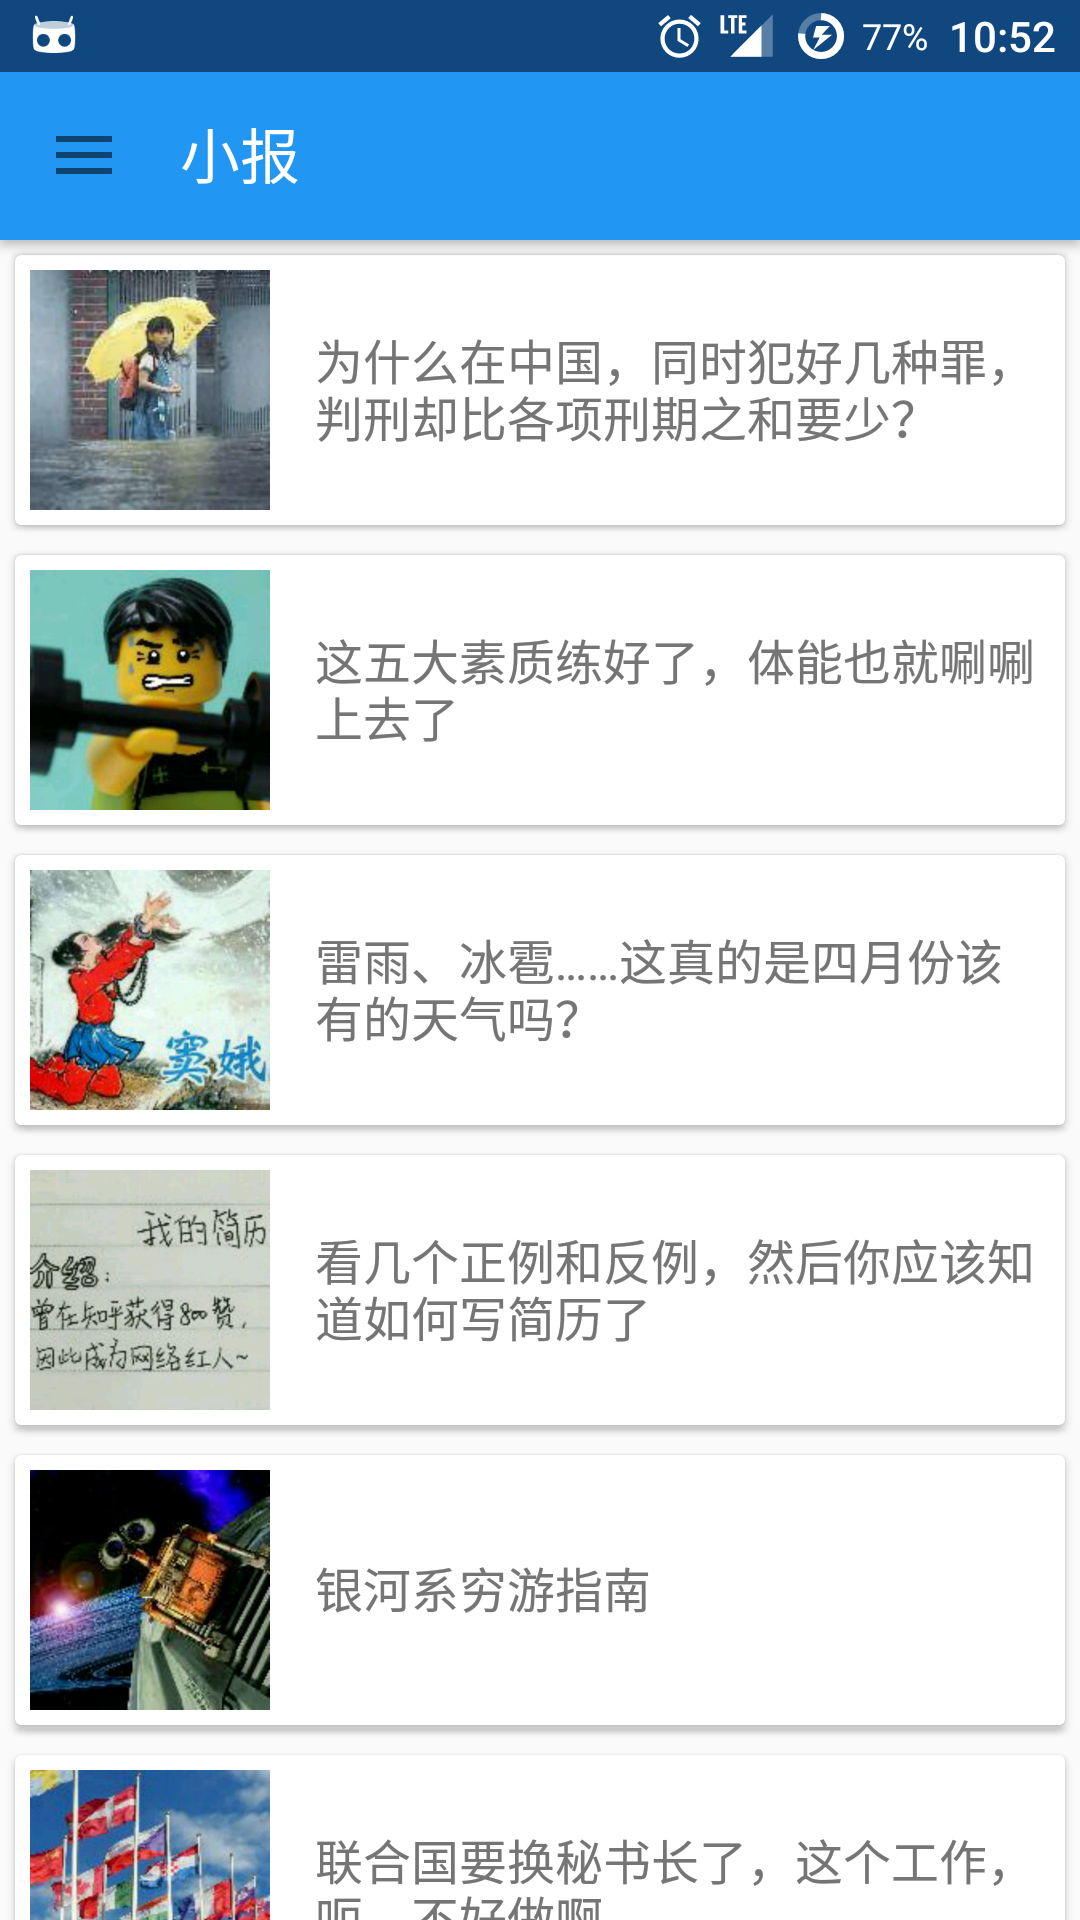 LTE 77% 10:52
小报
为什么在中国，同时犯好几种罪，
判刑却比各项刑期之和要少？
这五大素质练好了，体能也就唰唰
上去了
窦娥
雷雨、冰雹……这真的是四月份该
有的天气吗？
我的简历
介绍：
曾在知乎获得800赞，
因此成为网络红人~
看几个正例和反例，然后你应该知
道如何写简历了
银河系穷游指南
联合国要换秘书长了，这个工作，
呃，不好做啊